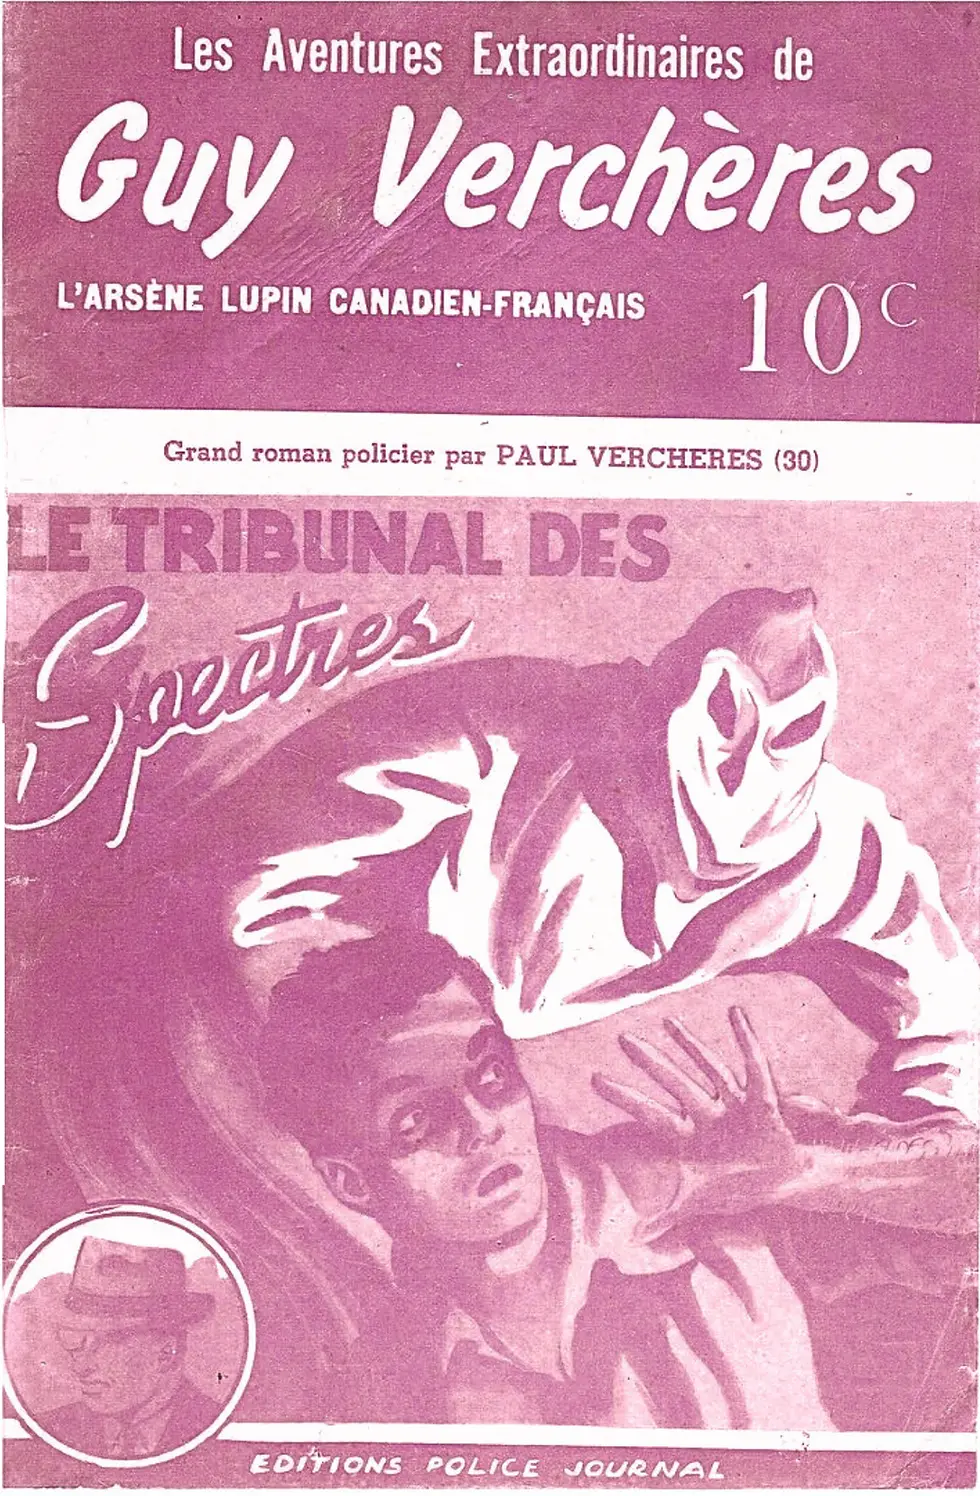 Les Aventures Extraordinaires de
Guy Verchères
L'ARSÈNE LUPIN CANADIEN-FRANÇAIS
10c
Grand roman policier par PAUL VERCHERES (30)
LE TRIBUNAL DES
Spectres
EDITIONS POLICE JOURNAL